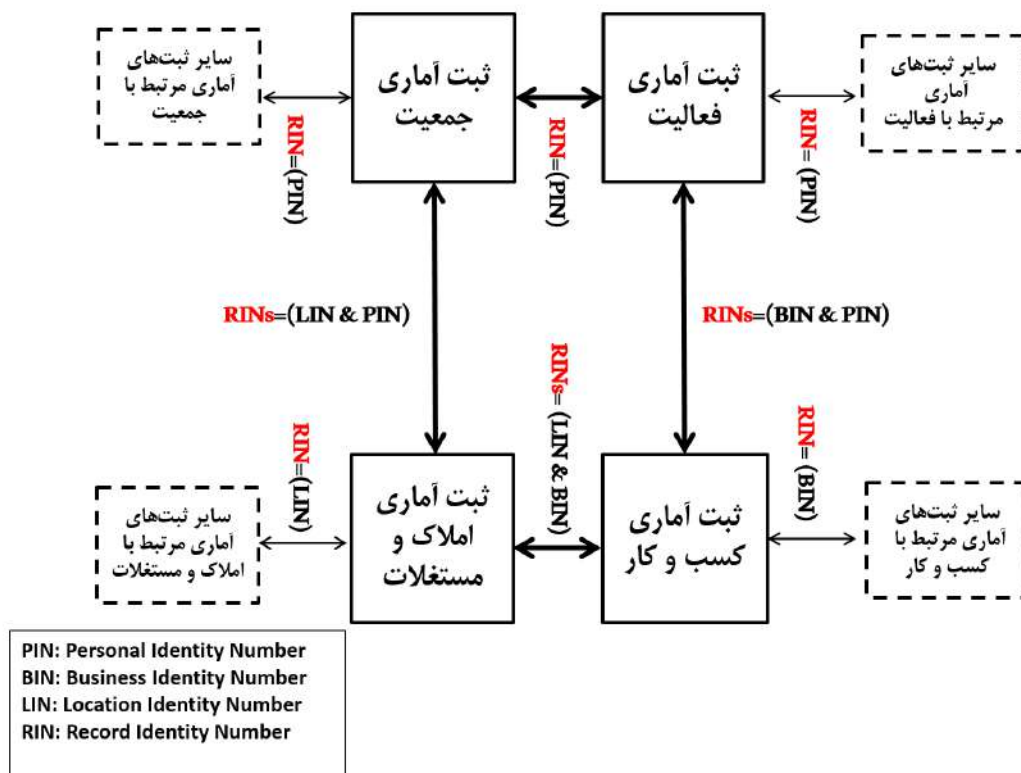 سایر ثبت‌های
آماری مرتبط با
جمعیت
ثبت آماری
جمعیت
ثبت آماری
فعالیت
سایر ثبت‌های
آماری
مرتبط با فعالیت
RIN=(PIN)
RIN=(PIN)
RIN= (PIN)
RINs=(LIN & PIN)
RINs=(BIN & PIN)
RINs= (LIN & BIN)
RIN=(LIN)
RIN= (BIN)
سایر ثبت‌های
آماری مرتبط با
املاک و مستغلات
ثبت آماری
املاک و
مستغلات
ثبت آماری
کسب و کار
سایر ثبت‌های
آماری مرتبط با
کسب و کار
PIN: Personal Identity Number
BIN: Business Identity Number
LIN: Location Identity Number
RIN: Record Identity Number